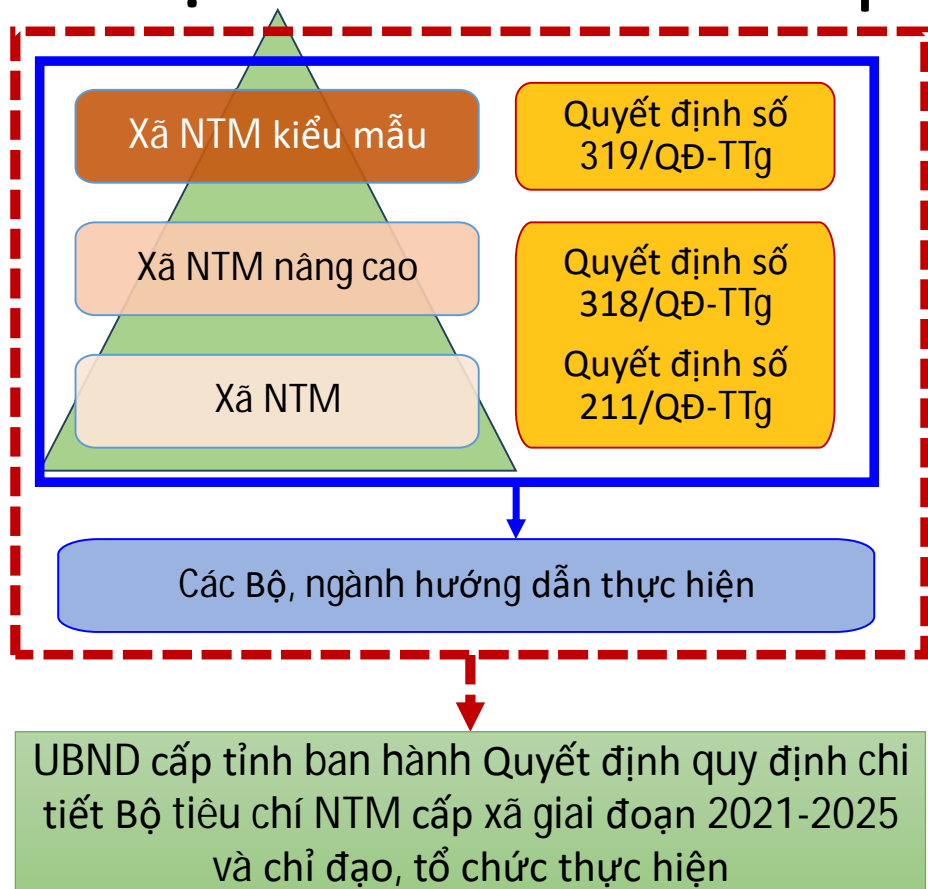 Xã NTM kiểu mẫu
Quyết định số
319/QĐ-TTg
Xã NTM nâng cao
Quyết định số
318/QĐ-TTg
Xã NTM
Quyết định số
211/QĐ-TTg
Các Bộ, ngành hướng dẫn thực hiện
UBND cấp tỉnh ban hành Quyết định quy định chi
tiết Bộ tiêu chí NTM cấp xã giai đoạn 2021-2025
và chỉ đạo, tổ chức thực hiện